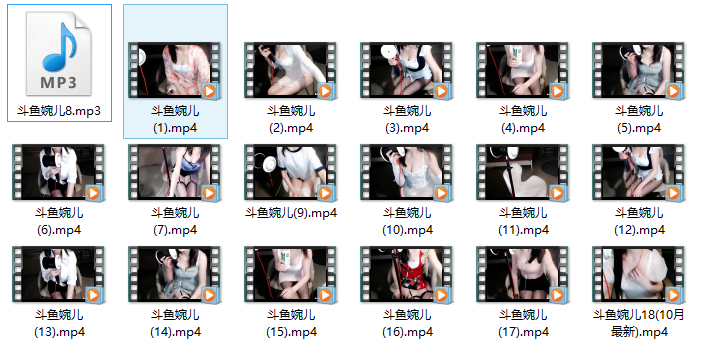 MP3
斗鱼婉儿8.mp3
斗鱼婉儿
(1).mp4
斗鱼婉儿
(2).mp4
斗鱼婉儿
(3).mp4
斗鱼婉儿
(4).mp4
斗鱼婉儿
(5).mp4
斗鱼婉儿
(6).mp4
斗鱼婉儿
(7).mp4
斗鱼婉儿(9).mp4
斗鱼婉儿
(10).mp4
斗鱼婉儿
(11).mp4
斗鱼婉儿
(12).mp4
斗鱼婉儿
(13).mp4
斗鱼婉儿
(14).mp4
斗鱼婉儿
(15).mp4
斗鱼婉儿
(16).mp4
斗鱼婉儿
(17).mp4
斗鱼婉儿18(10月
最新).mp4